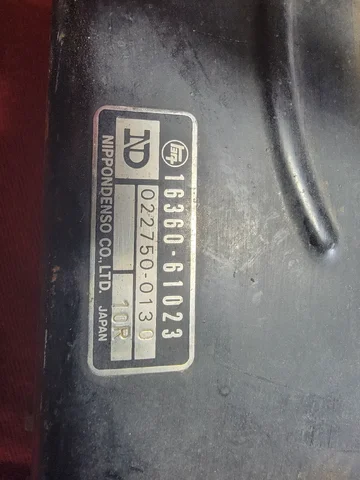 16360-61023
ND
022750-0130
10R
NIPPONDENSO CO., LTD. JAPAN